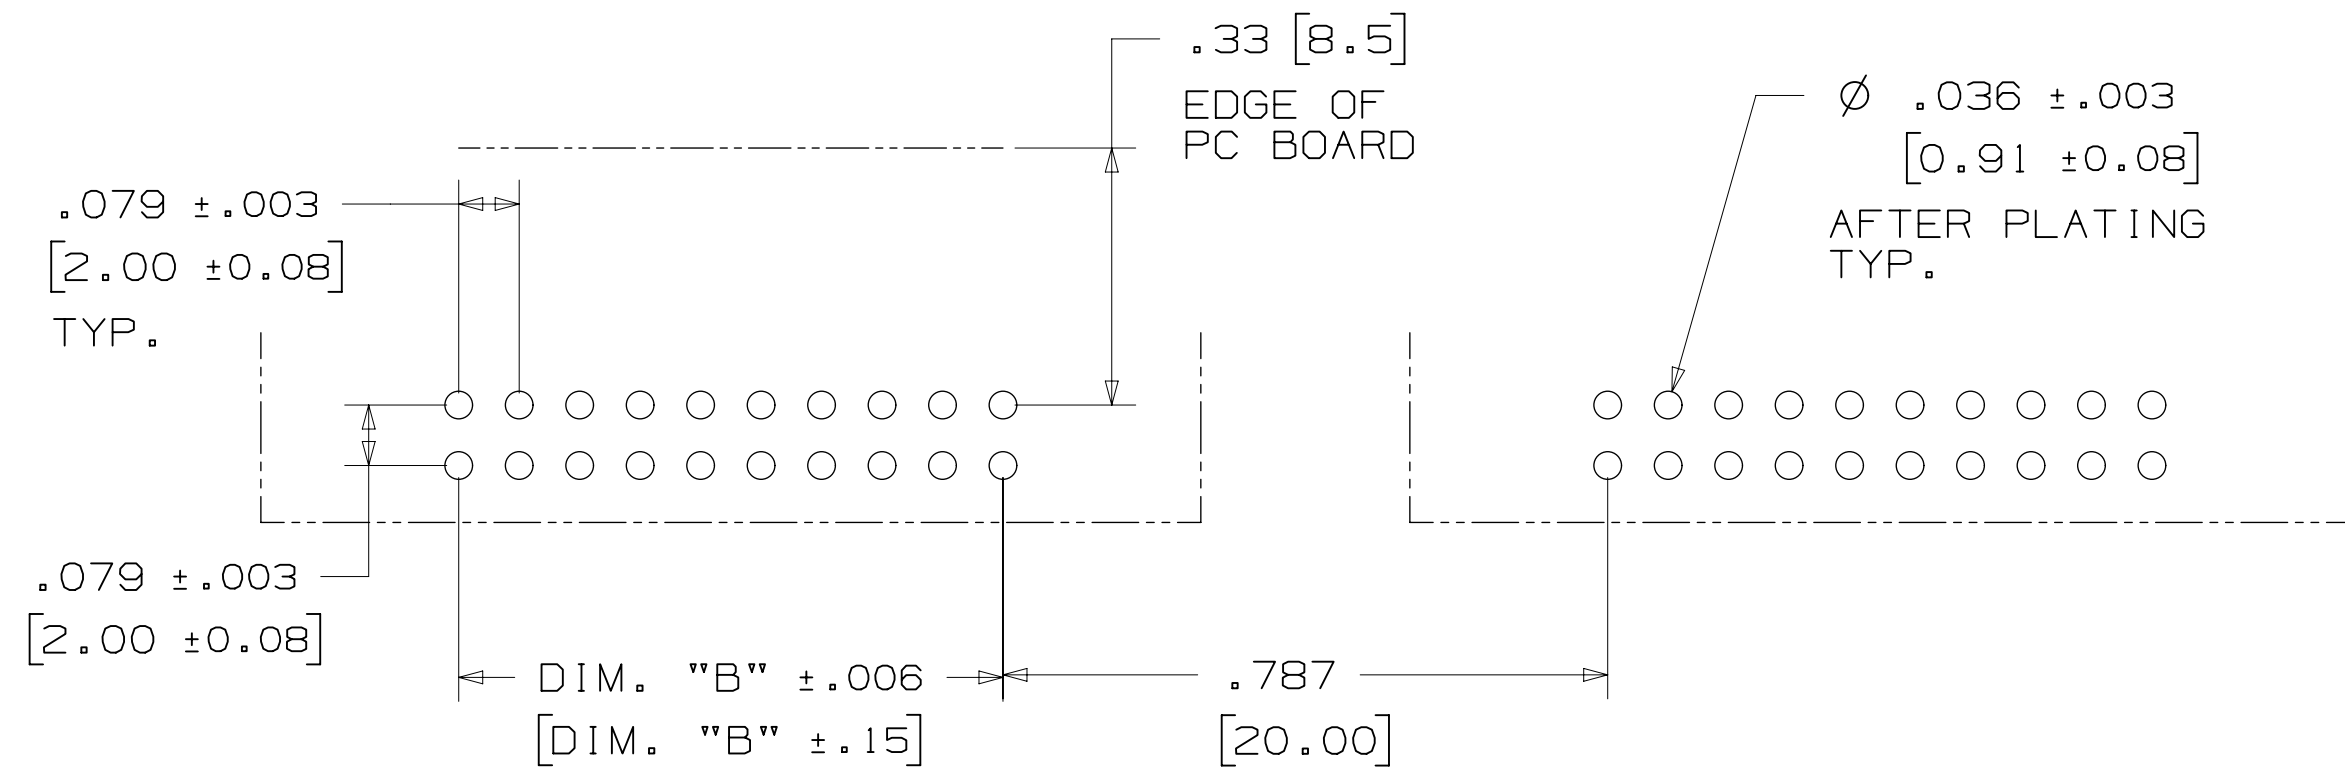 .33 [8.5]
EDGE OF
PC BOARD
Ø .036 ±.003
[0.91 ±0.08]
AFTER PLATING
TYP.
.079 ±.003
[2.00 ±0.08]
TYP.
.079 ±.003
[2.00 ±0.08]
DIM. "B" ±.006
[DIM. "B" ±.15]
.787
[20.00]